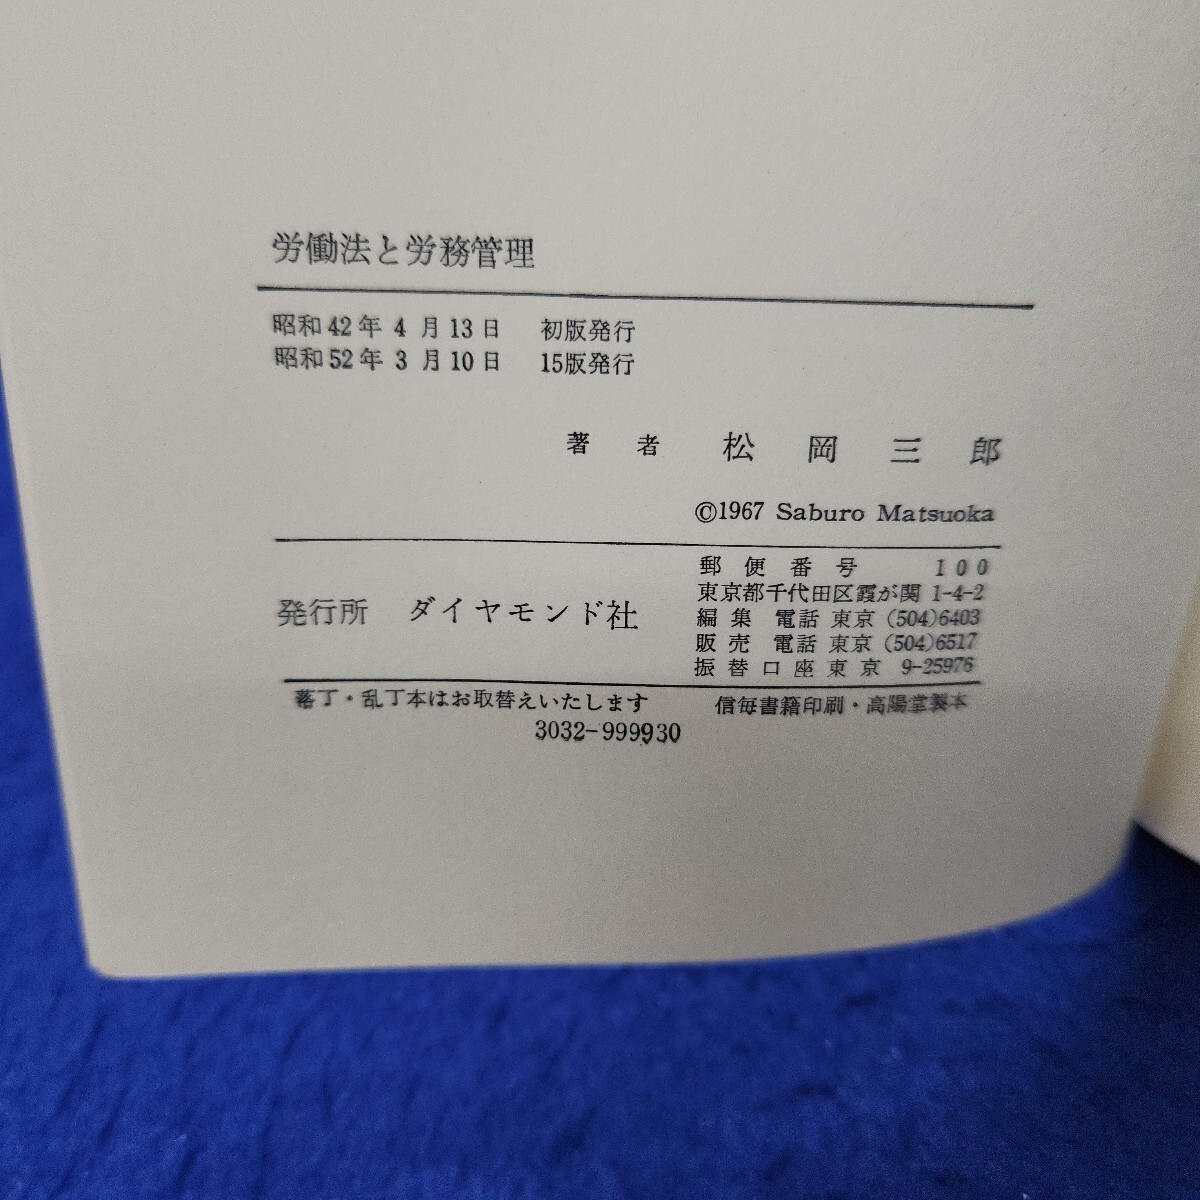 労働法と労務管理
昭和42年4月13日 初版発行
昭和52年3月10日 15版発行
著者 松岡三郎
©1967 Saburo Matsuoka
発行所 ダイヤモンド社
郵便番号 100
東京都千代田区霞が関 1-4-2
編集 電話 東京 (504)6403
販売 電話 東京 (504)6517
振替口座東京 9-25976
落丁・乱丁本はお取替えいたします 信毎書籍印刷・高陽堂製本
3032-999930